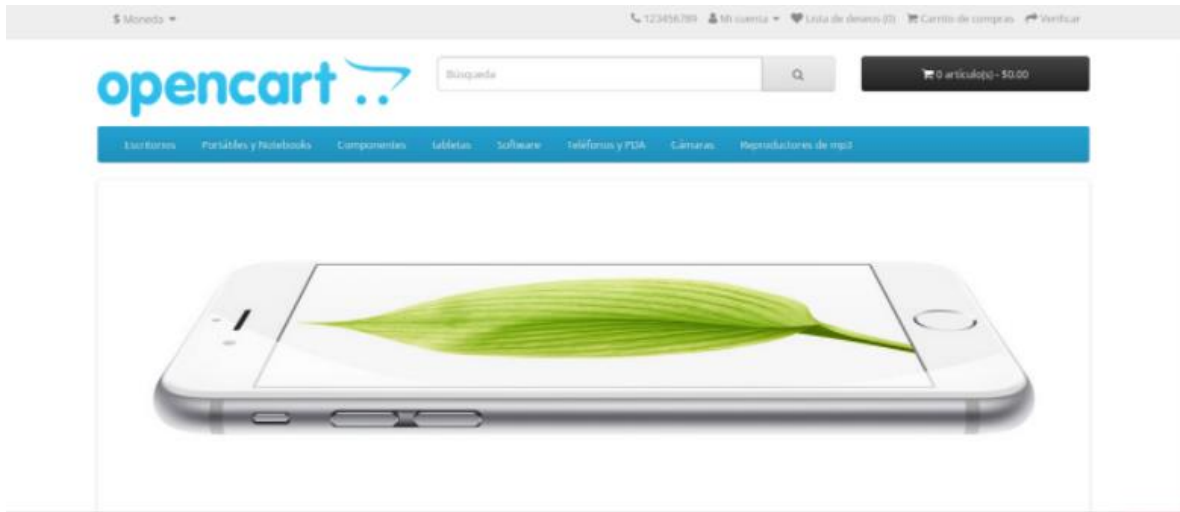 $ Moneda
123456789 Mi cuenta Lista de deseos (0) Carrito de compras Verificar
opencart
Búsqueda
0 artículo(s) - $0.00
Escritorios Portátiles y Notebooks Componentes tabletas Software Teléfonos y PDA Cámaras Reproductores de mp3